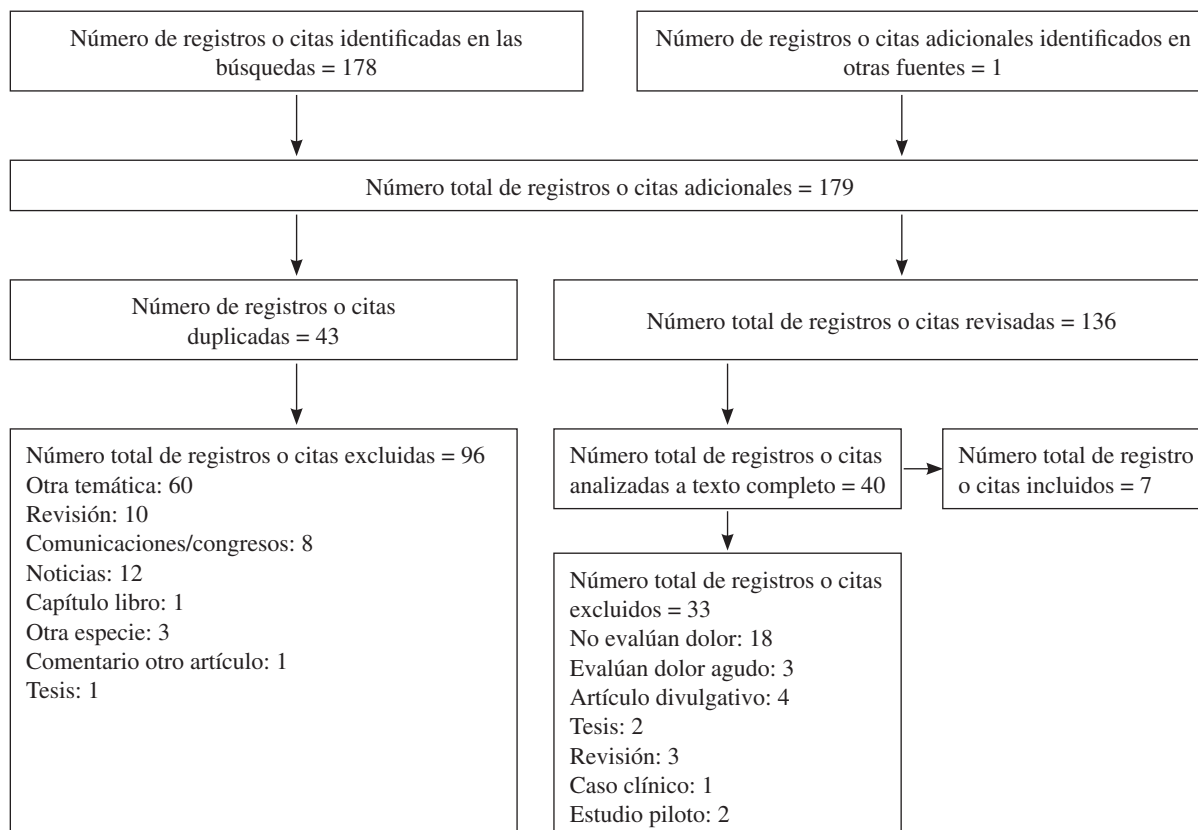 Número de registros o citas identificadas en las
búsquedas = 178
Número de registros o citas adicionales identificados en
otras fuentes = 1
Número total de registros o citas adicionales = 179
Número de registros o citas
duplicadas = 43
Número total de registros o citas revisadas = 136
Número total de registros o citas excluidas = 96
Otra temática: 60
Revisión: 10
Comunicaciones/congresos: 8
Noticias: 12
Capítulo libro: 1
Otra especie: 3
Comentario otro artículo: 1
Tesis: 1
Número total de registros o citas
analizadas a texto completo = 40
Número total de registro
o citas incluidos = 7
Número total de registros o citas
excluidos = 33
No evalúan dolor: 18
Evalúan dolor agudo: 3
Artículo divulgativo: 4
Tesis: 2
Revisión: 3
Caso clínico: 1
Estudio piloto: 2